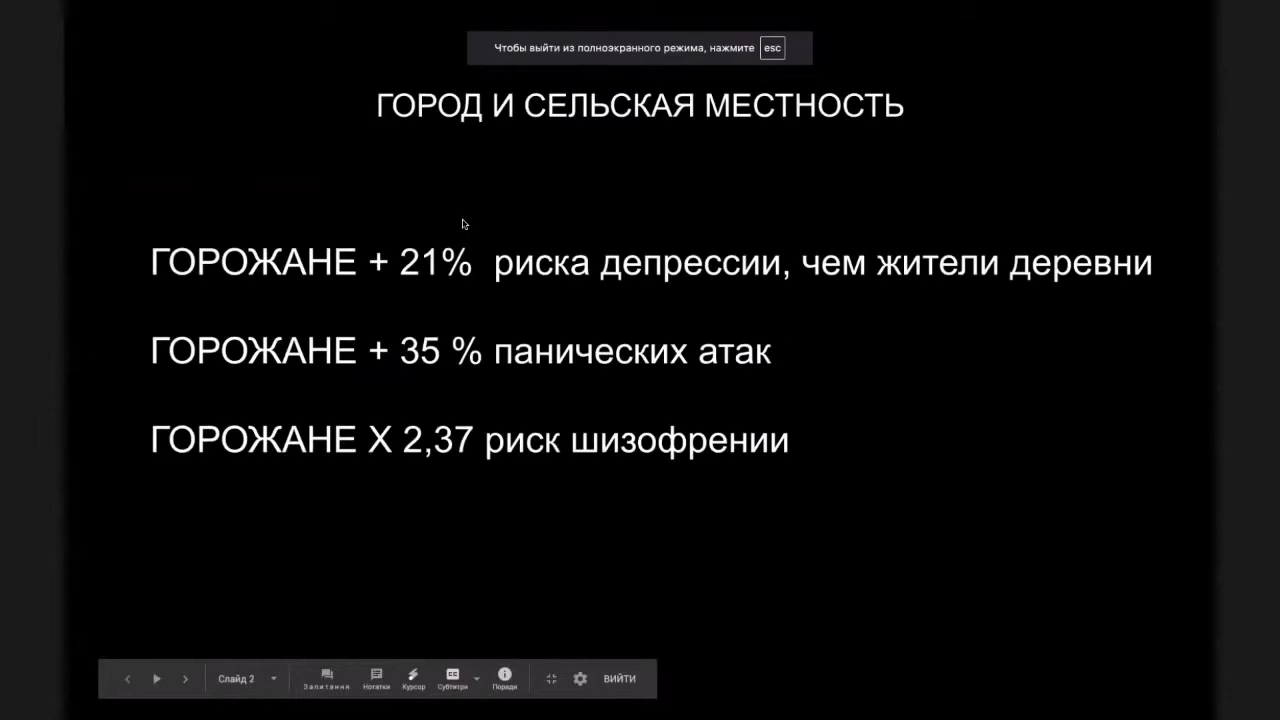 Чтобы выйти из полноэкранного режима, нажмите esc
ГОРОД И СЕЛЬСКАЯ МЕСТНОСТЬ
ГОРОЖАНЕ + 21% риска депрессии, чем жители деревни
ГОРОЖАНЕ + 35 % панических атак
ГОРОЖАНЕ Х 2,37 риск шизофрении
Слайд 2 Запитання Нотатки Курсор Субтитри Поради ВИЙТИ